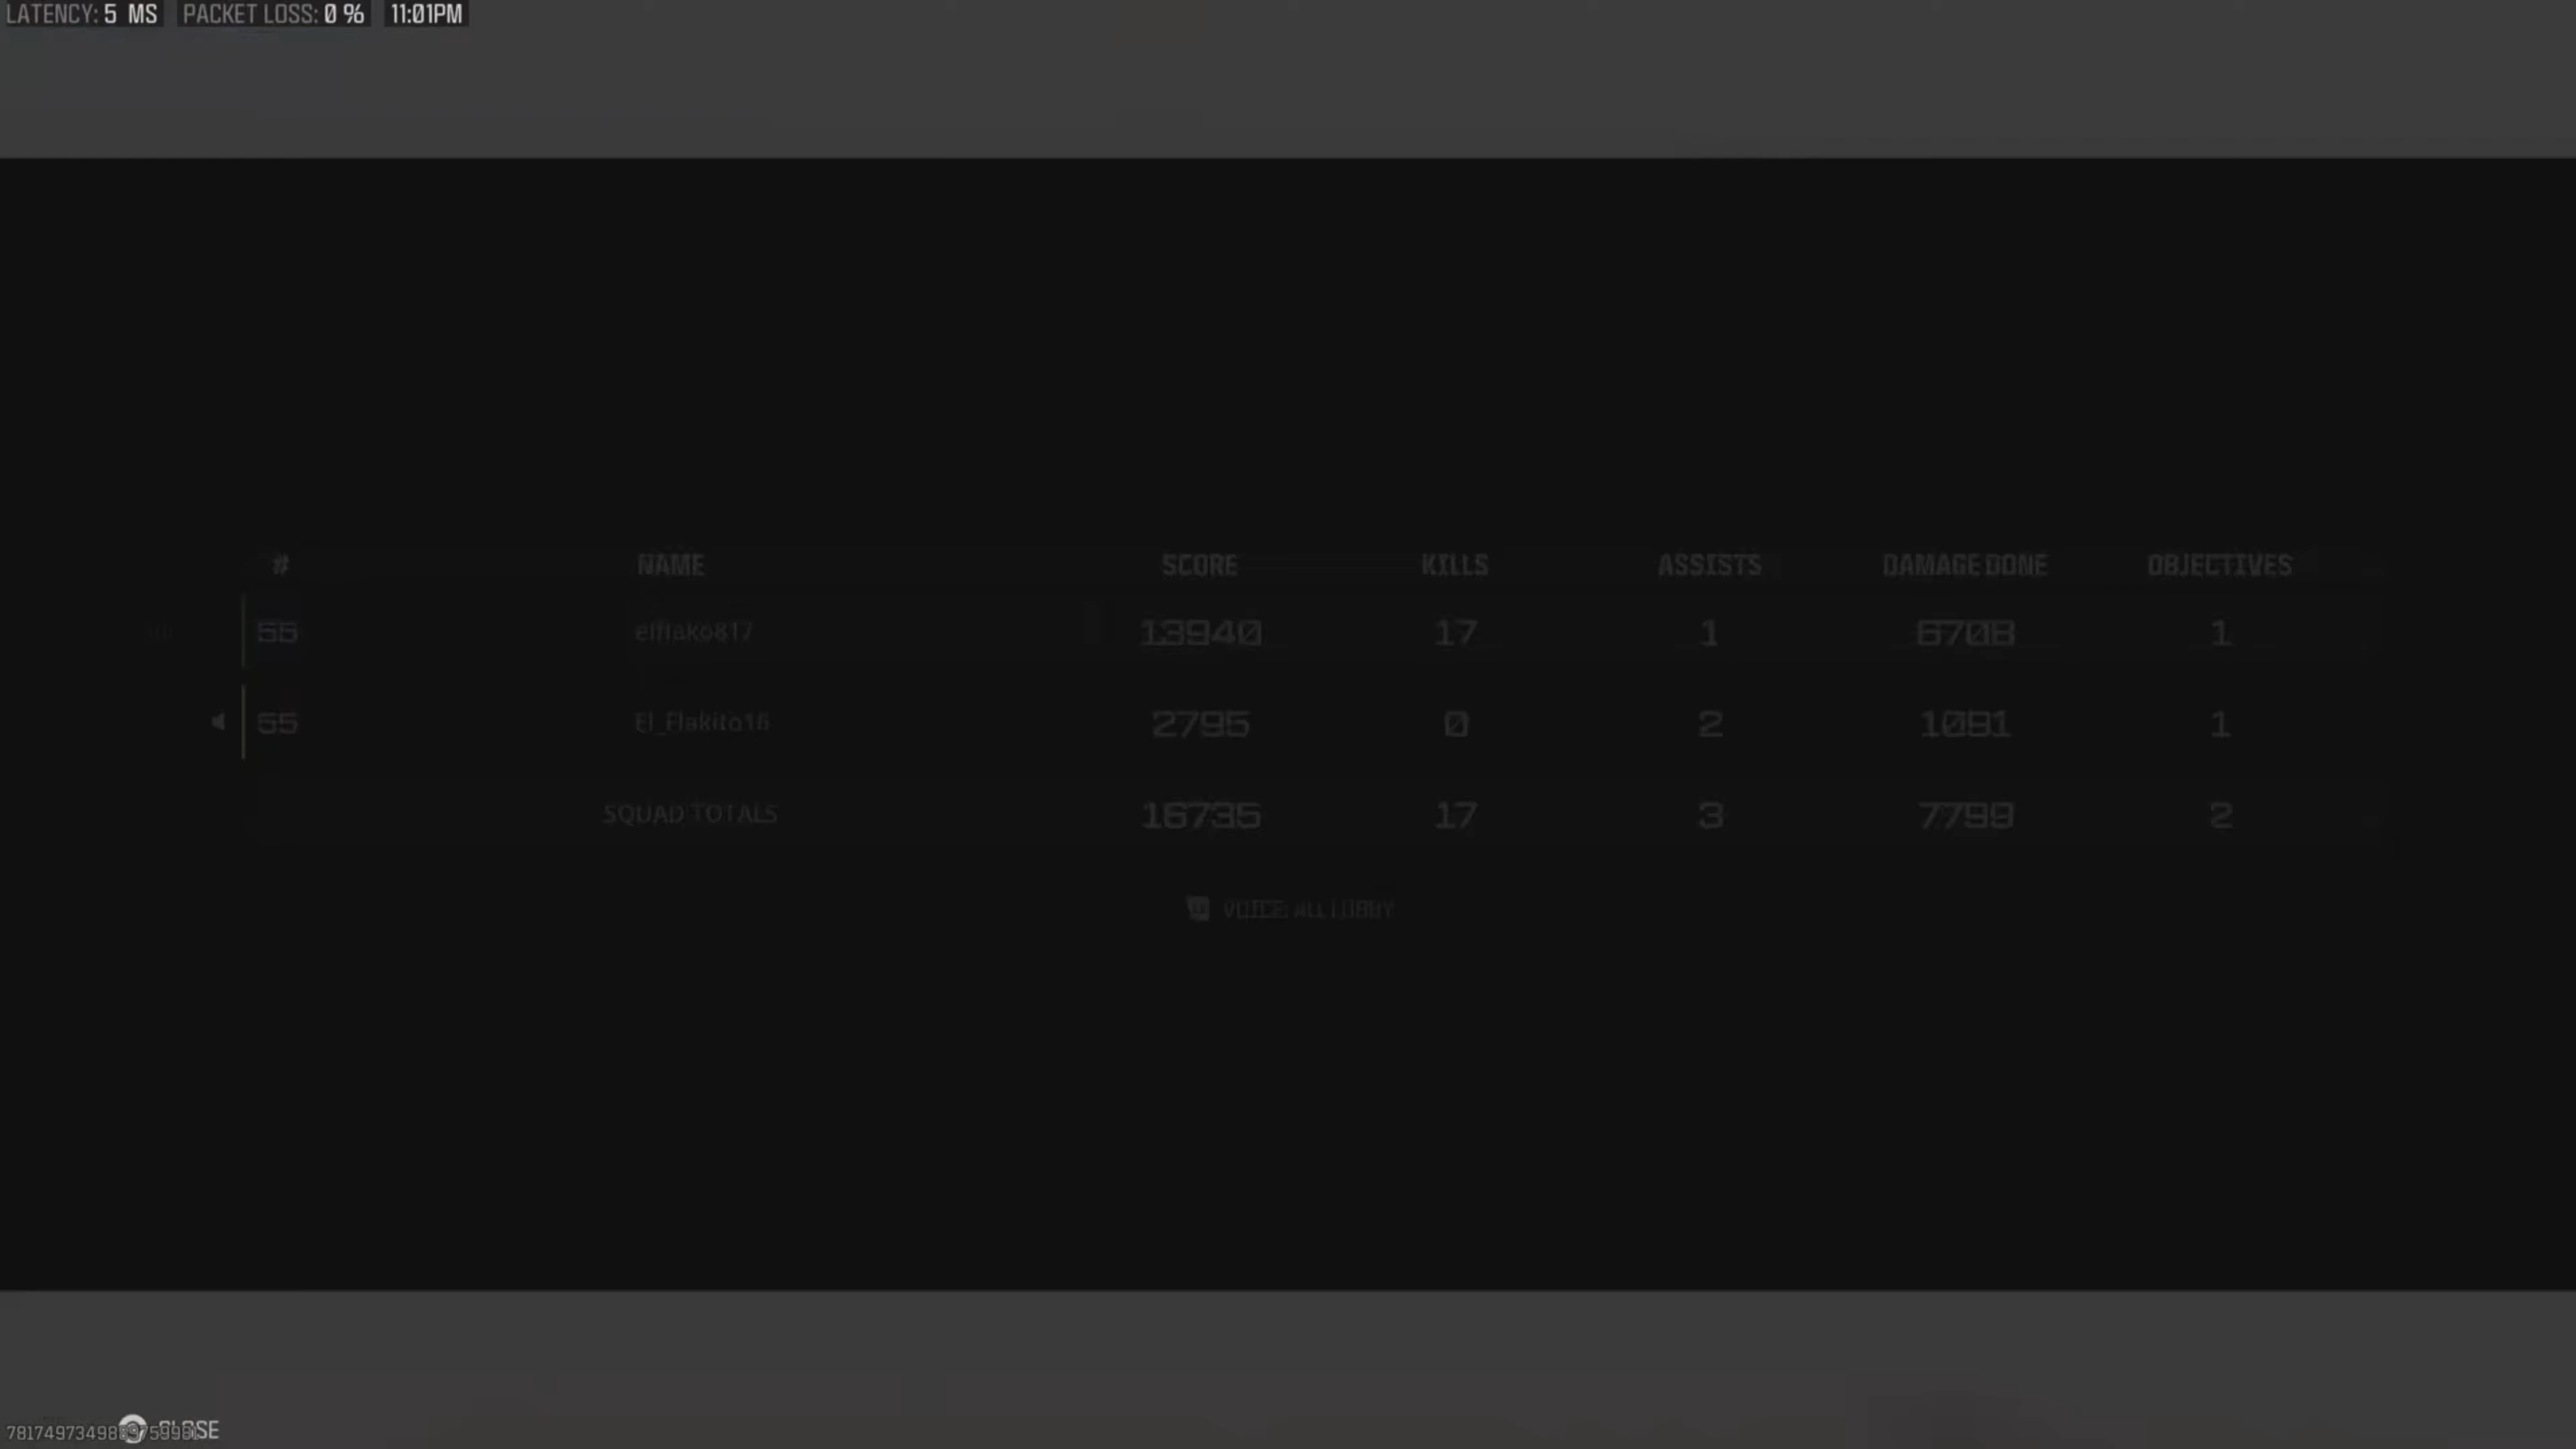 LATENCY: 5 MS PACKET LOSS: 0 % 11:01PM
# NAME SCORE KILLS ASSISTS DAMAGE DONE OBJECTIVES
55 elflako817 13940 17 1 6708 1
55 El_Flakito16 2795 0 2 1091 1
SQUAD TOTALS 16735 17 3 7799 2
VOICE: ALL LOBBY
CLOSE